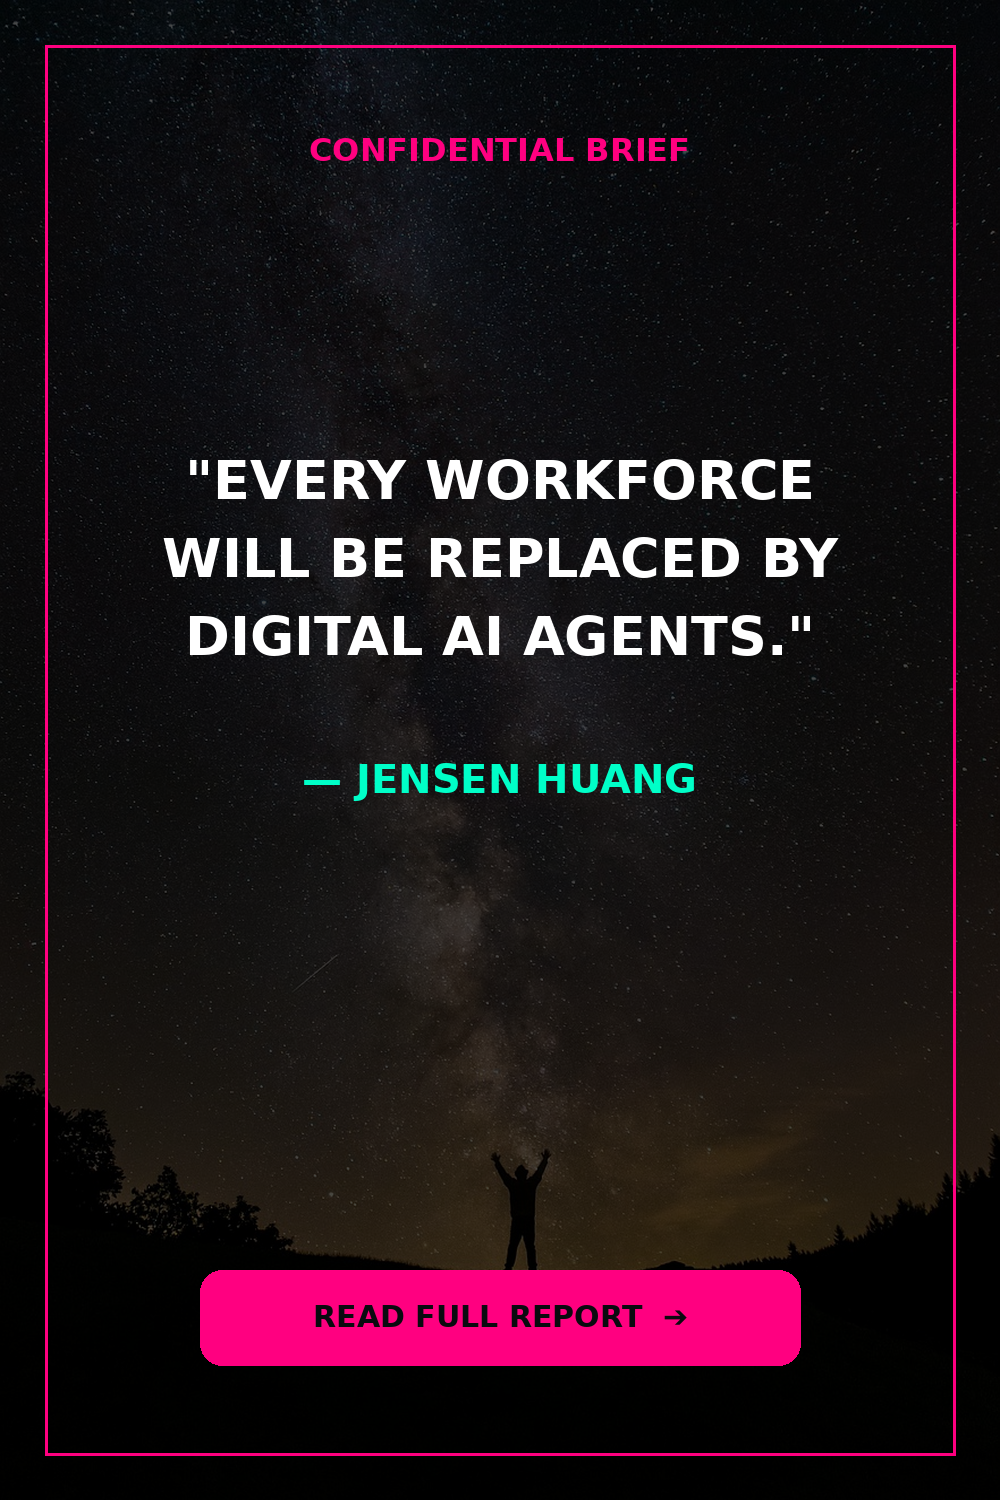 CONFIDENTIAL BRIEF
"EVERY WORKFORCE
WILL BE REPLACED BY
DIGITAL AI AGENTS."
— JENSEN HUANG
READ FULL REPORT ➔